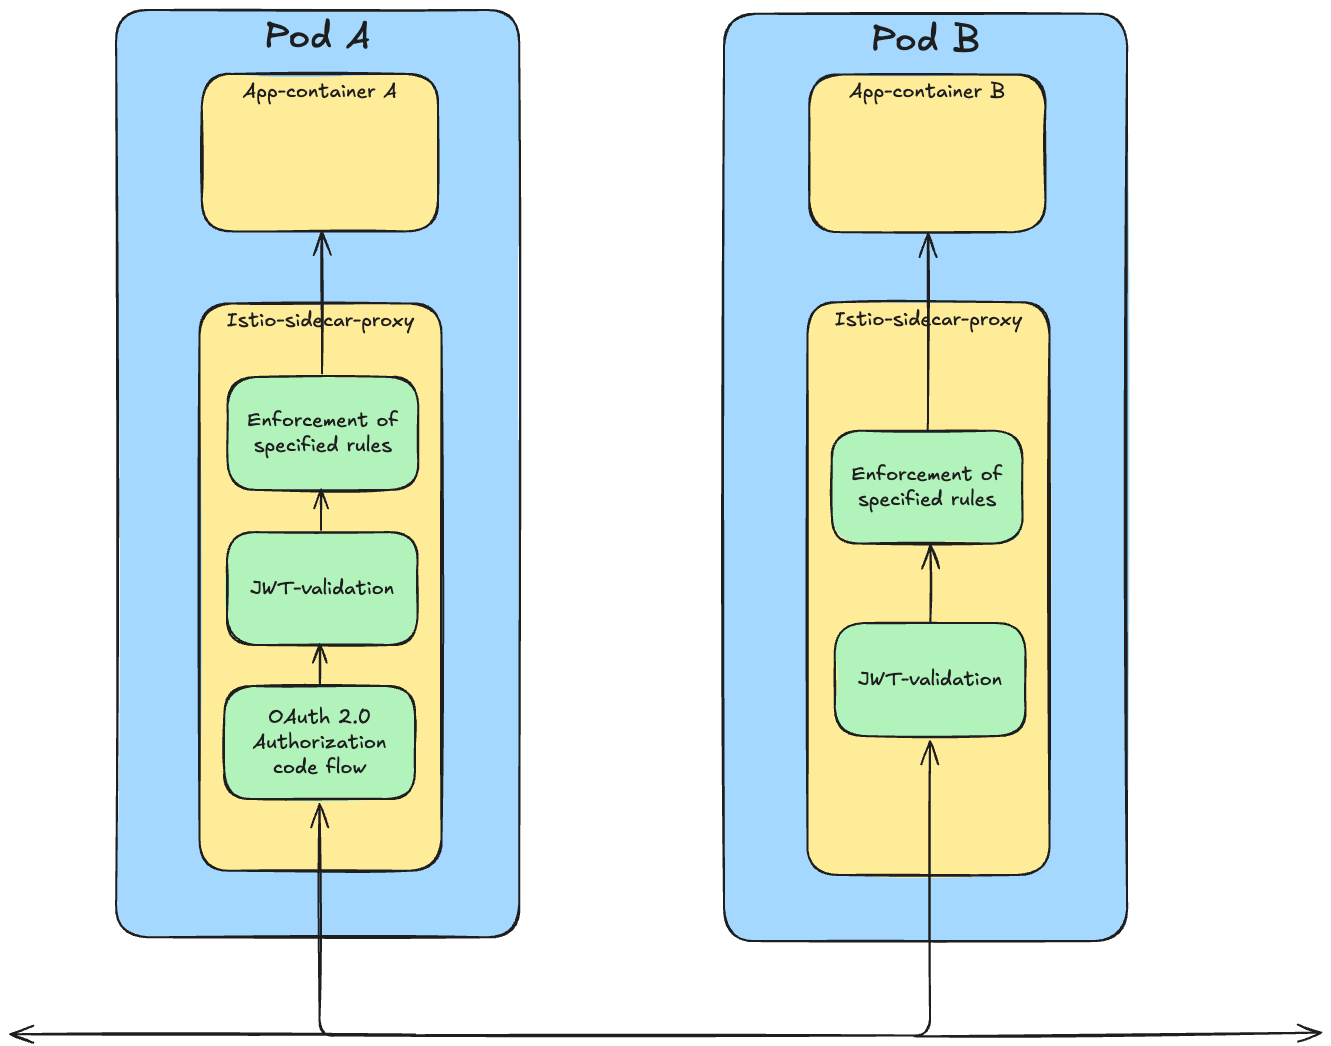 Pod A
App-container A
Istio-sidecar-proxy
Enforcement of
specified rules
JWT-validation
OAuth 2.0
Authorization
code flow
Pod B
App-container B
Istio-sidecar-proxy
Enforcement of
specified rules
JWT-validation